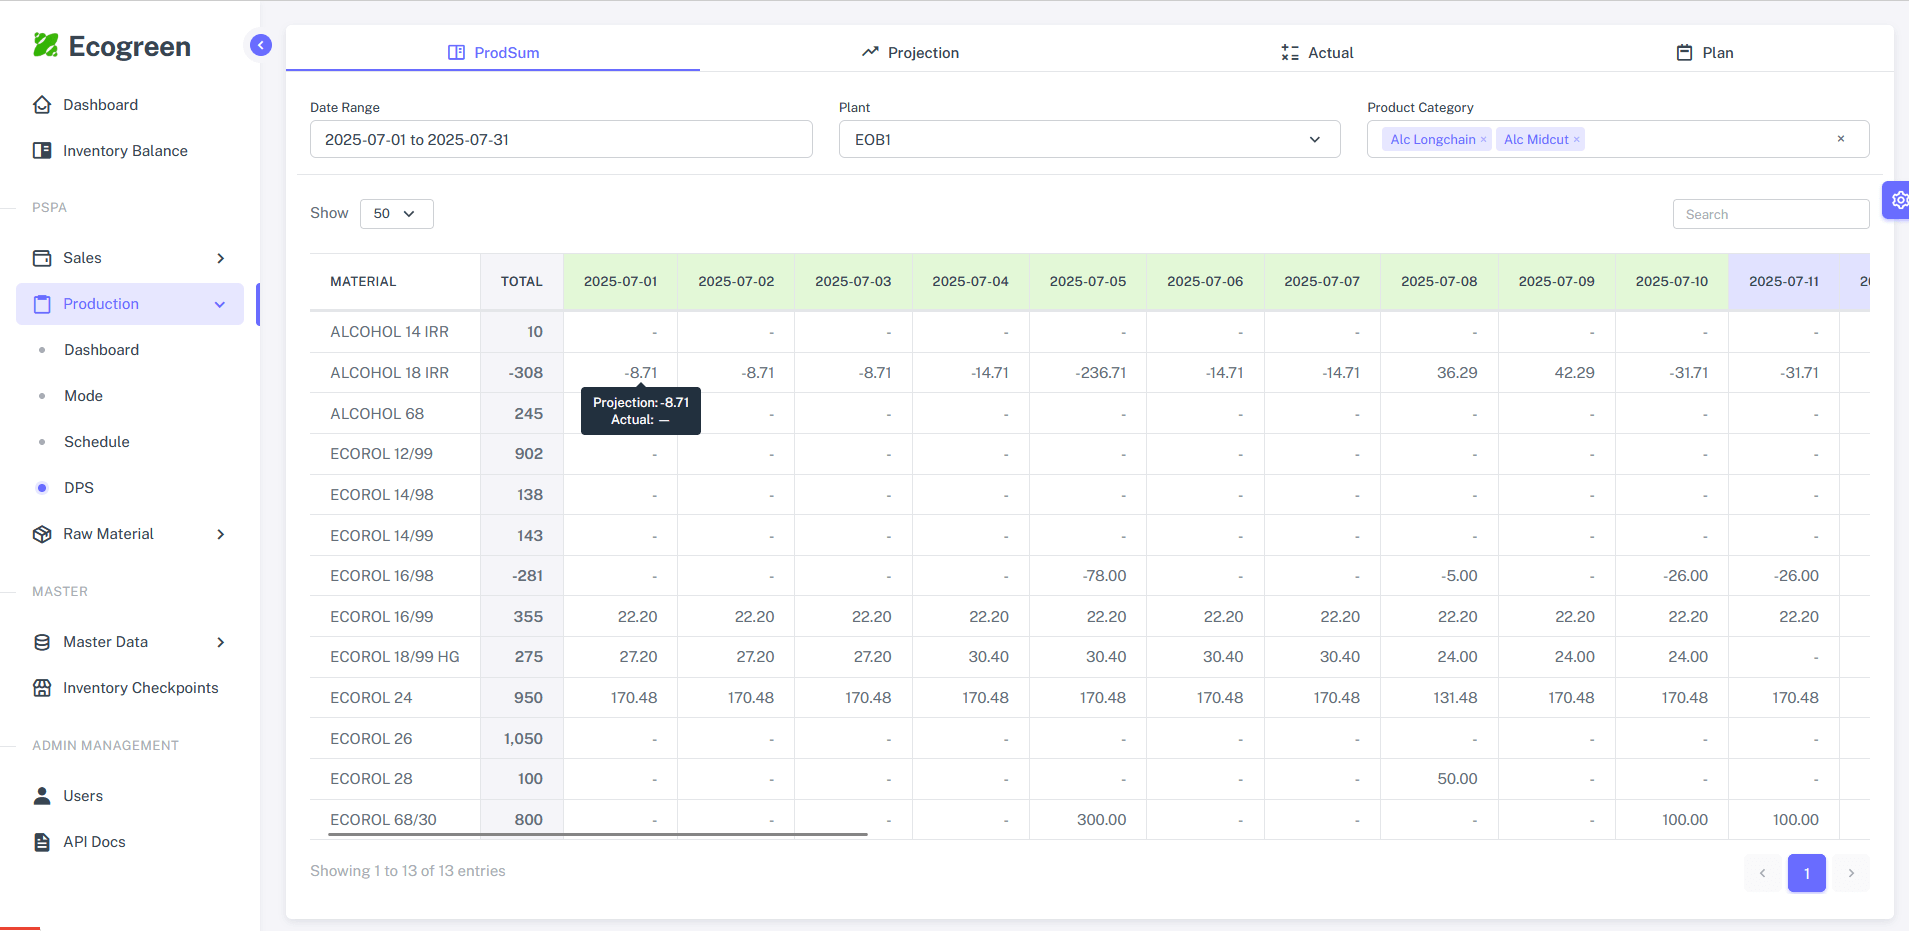 Ecogreen
Dashboard
Inventory Balance
PSPA
Sales
Production
Dashboard
Mode
Schedule
DPS
Raw Material
MASTER
Master Data
Inventory Checkpoints
ADMIN MANAGEMENT
Users
API Docs
ProdSum Projection Actual Plan
Date Range Plant Product Category
2025-07-01 to 2025-07-31 EOB1 Alc Longchain × Alc Midcut × ×
Show 50 Search
MATERIAL TOTAL 2025-07-01 2025-07-02 2025-07-03 2025-07-04 2025-07-05 2025-07-06 2025-07-07 2025-07-08 2025-07-09 2025-07-10 2025-07-11
ALCOHOL 14 IRR 10 - - - - - - - - - - -
ALCOHOL 18 IRR -308 -8.71 -8.71 -8.71 -14.71 -236.71 -14.71 -14.71 36.29 42.29 -31.71 -31.71
Projection: -8.71
Actual: —
ALCOHOL 68 245 - - - - - - - - - -
ECOROL 12/99 902 - - - - - - - - - - -
ECOROL 14/98 138 - - - - - - - - - - -
ECOROL 14/99 143 - - - - - - - - - - -
ECOROL 16/98 -281 - - - - -78.00 - - -5.00 - -26.00 -26.00
ECOROL 16/99 355 22.20 22.20 22.20 22.20 22.20 22.20 22.20 22.20 22.20 22.20 22.20
ECOROL 18/99 HG 275 27.20 27.20 27.20 30.40 30.40 30.40 30.40 24.00 24.00 24.00 -
ECOROL 24 950 170.48 170.48 170.48 170.48 170.48 170.48 170.48 131.48 170.48 170.48 170.48
ECOROL 26 1,050 - - - - - - - - - - -
ECOROL 28 100 - - - - - - - 50.00 - - -
ECOROL 68/30 800 - - - - 300.00 - - - - 100.00 100.00
Showing 1 to 13 of 13 entries
‹ 1 ›